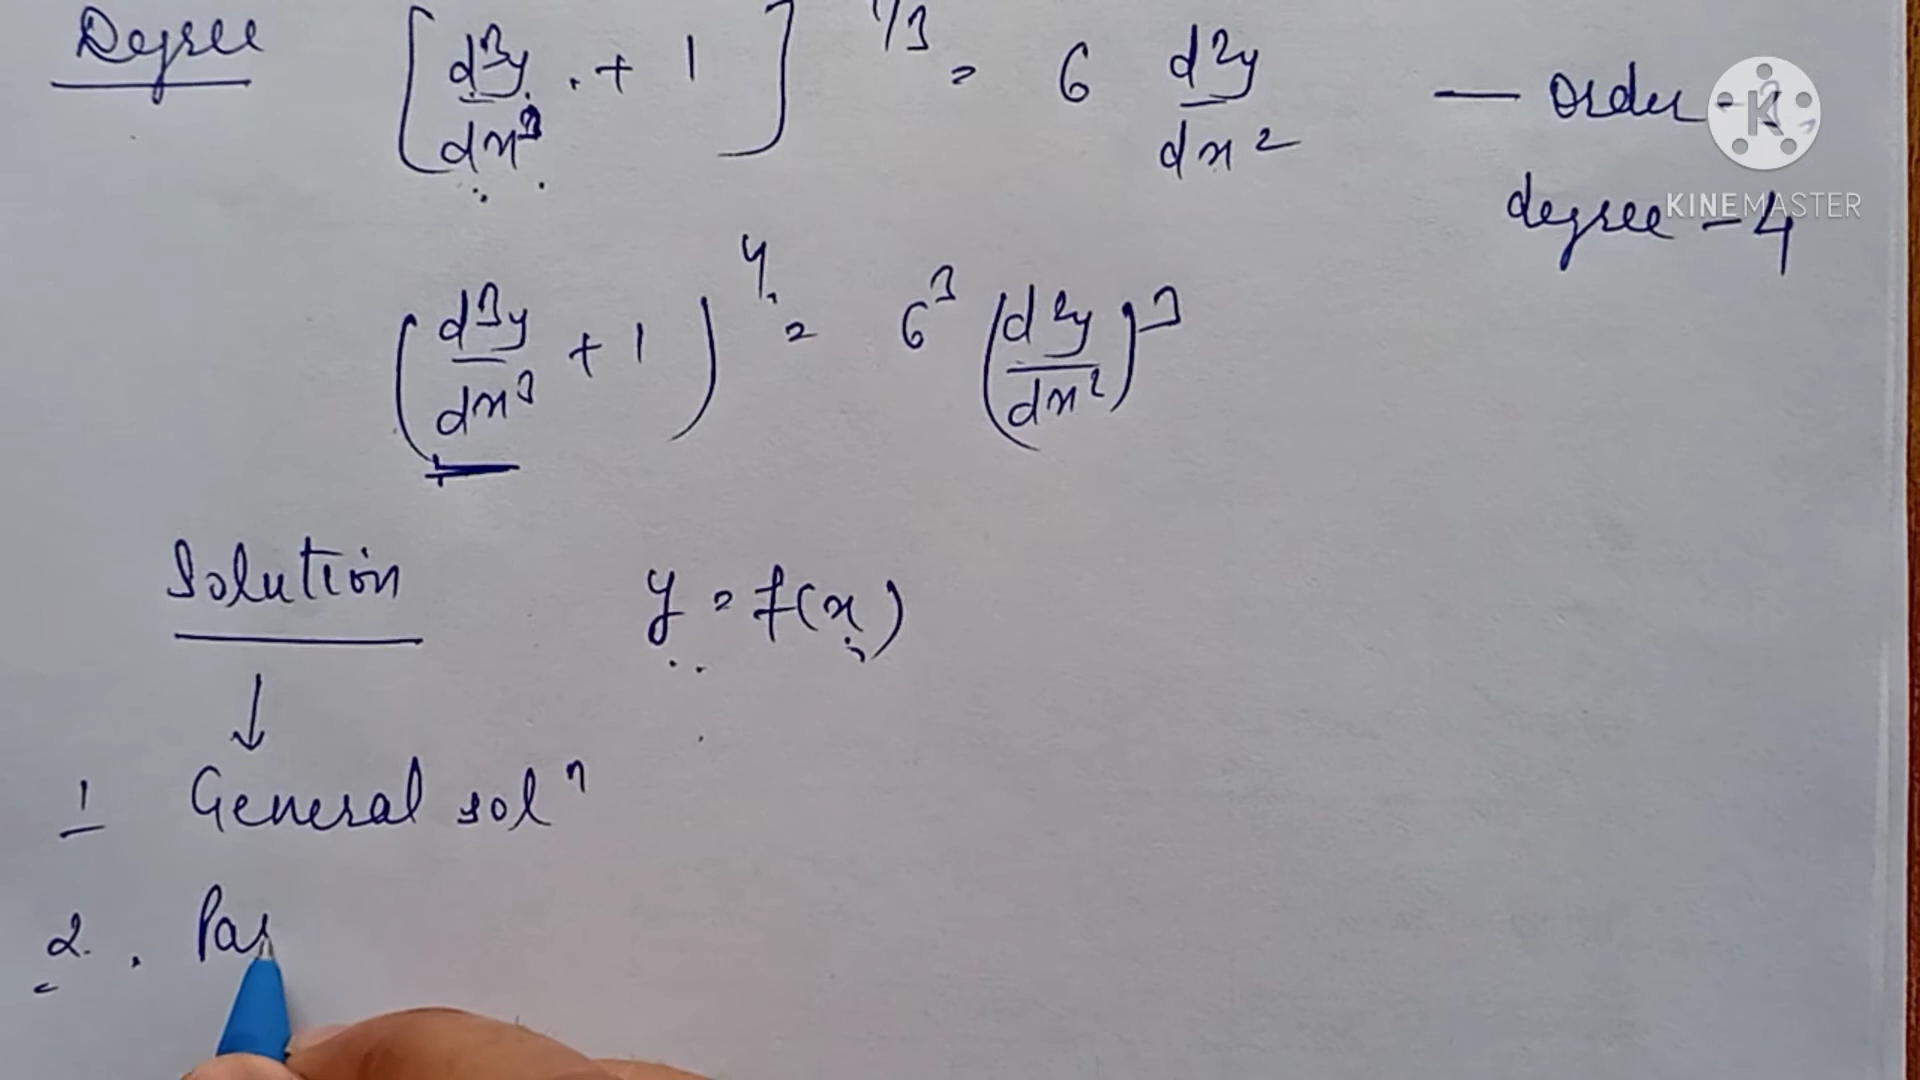 Degree [d³y/dx³ + 1]^1/3 = 6 d²y/dx² — order -
degree - 4
(d³y/dx³ + 1)^4 = 6³ (d²y/dx²)³
Solution y = f(x)
↓
1 General solⁿ
2. Par
K
KINEMASTER